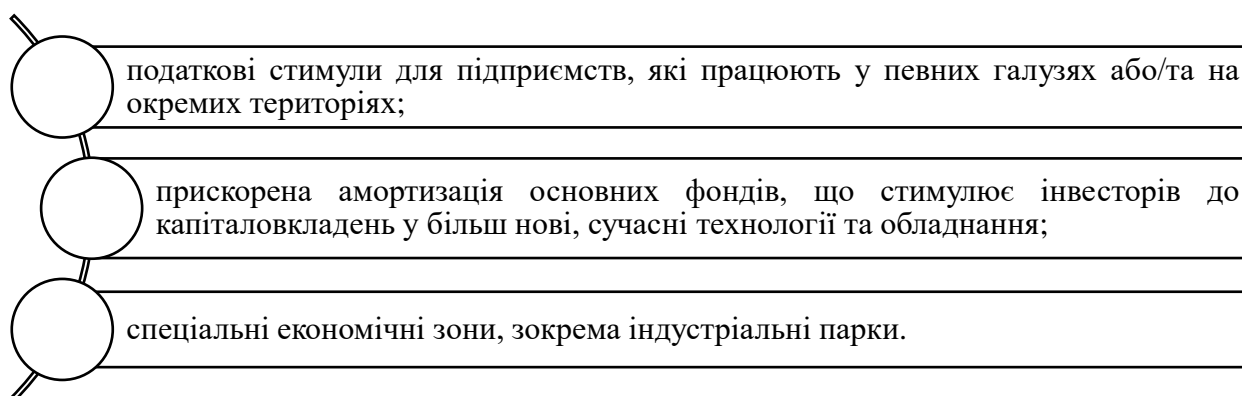 податкові стимули для підприємств, які працюють у певних галузях або/та на
окремих територіях;
прискорена амортизація основних фондів, що стимулює інвесторів до
капіталовкладень у більш нові, сучасні технології та обладнання;
спеціальні економічні зони, зокрема індустріальні парки.